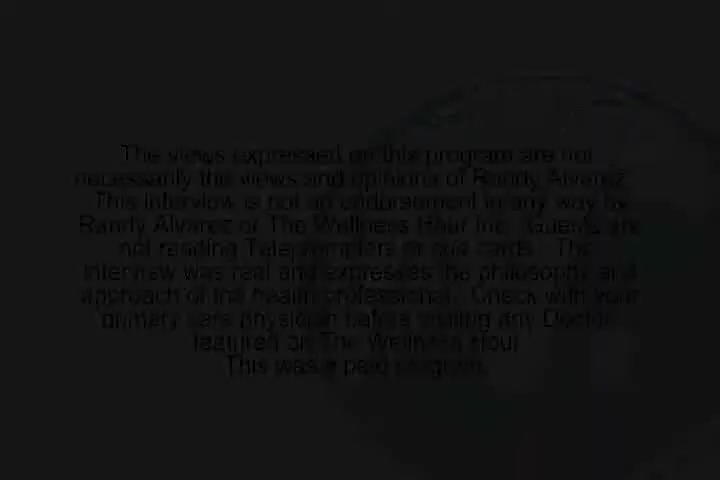 The views expressed on this program are not
necessarily the views and opinions of Randy Alvarez.
This interview is not an endorsement in any way by
Randy Alvarez or The Wellness Hour Inc. Guests are
not reading Teleprompters or cue cards. The
interview was real and expresses the philosophy and
approach of the health professional. Check with your
primary care physician before visiting any Doctor
featured on The Wellness Hour
This was a paid program.